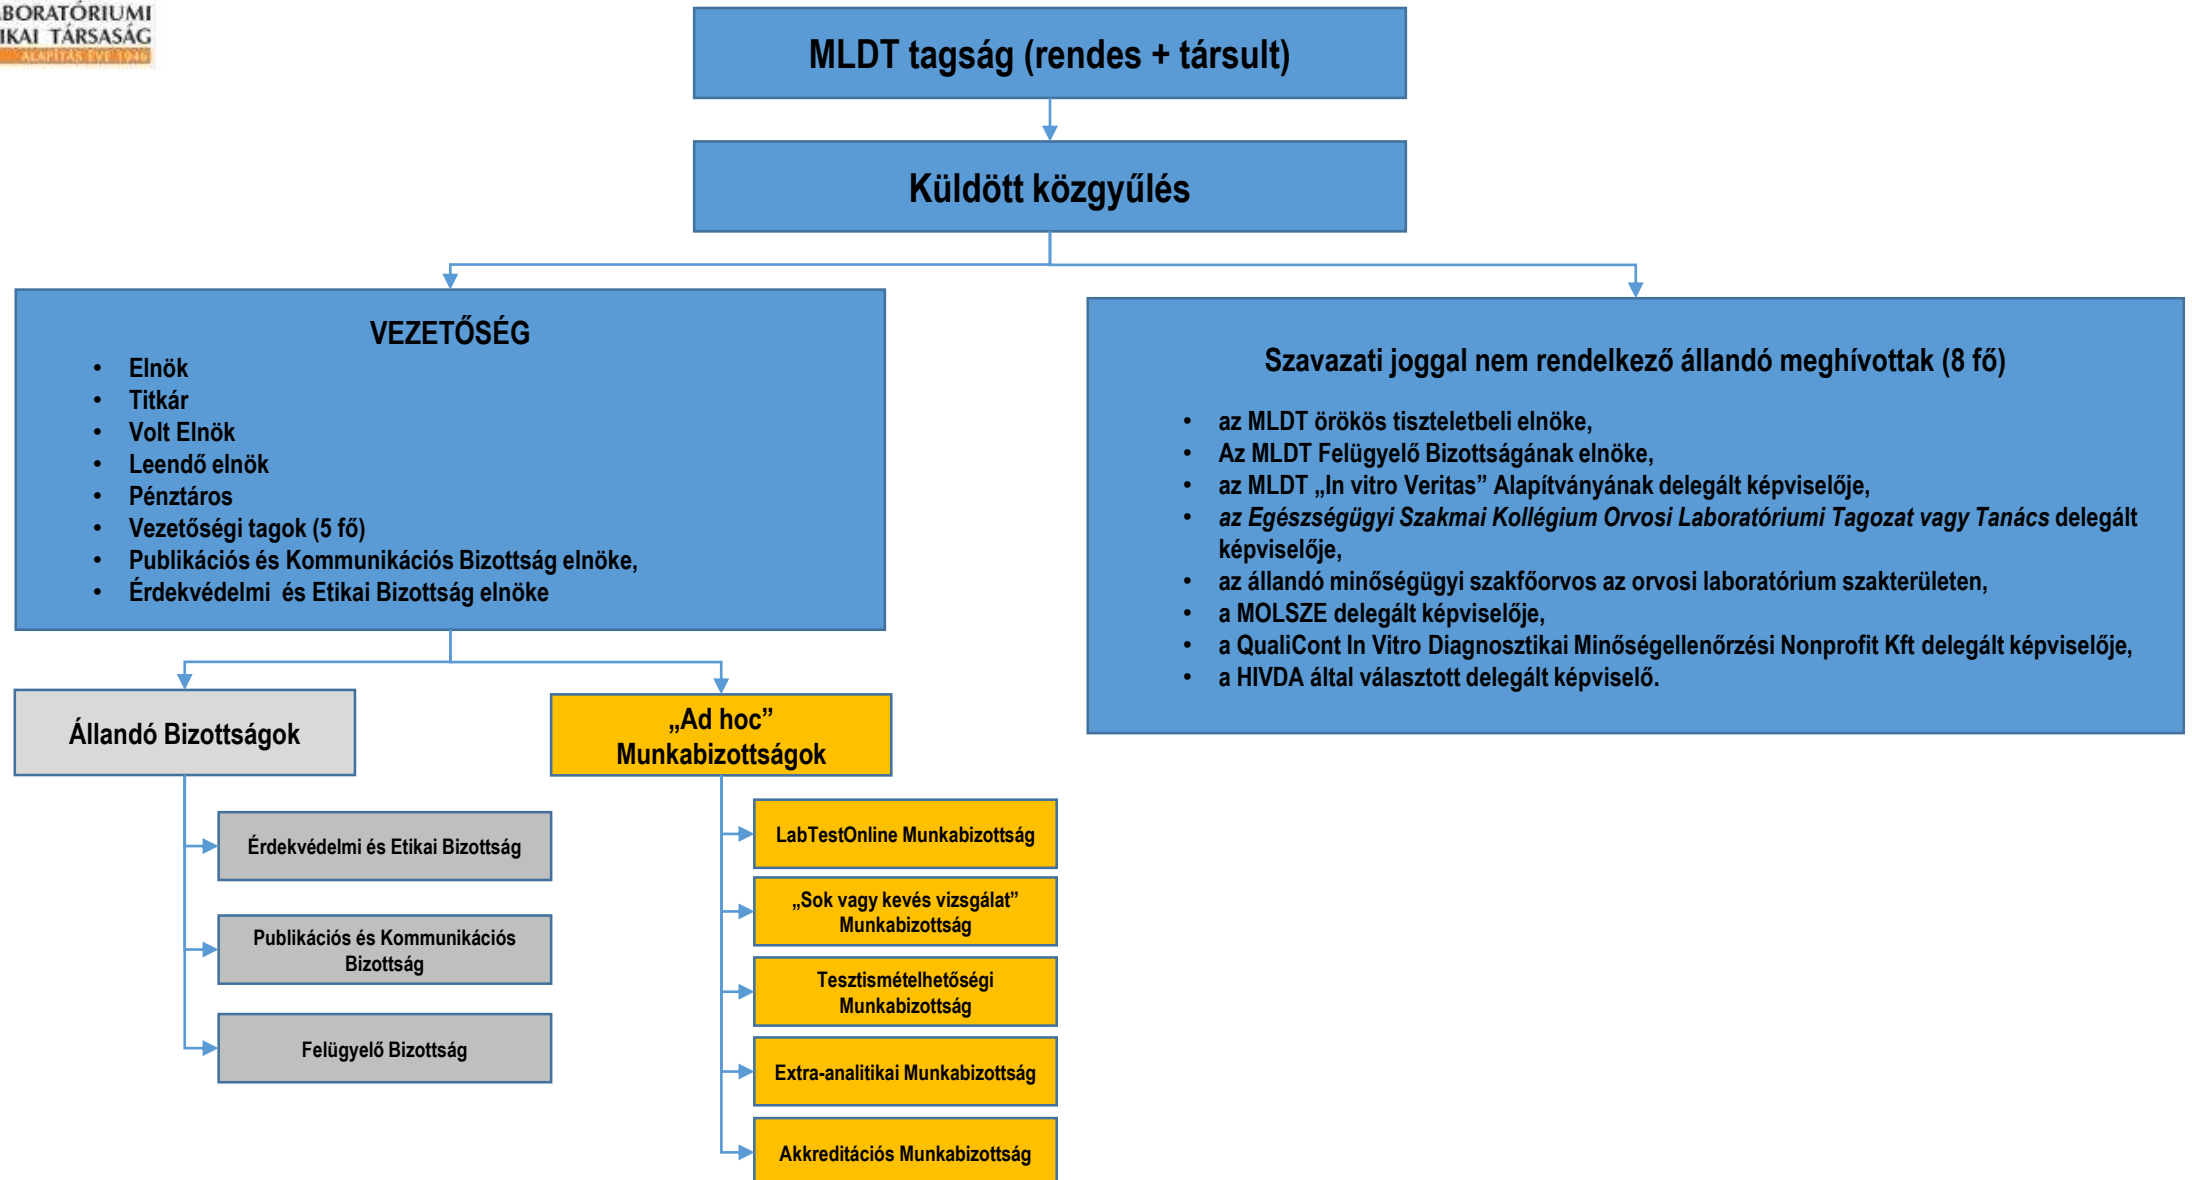 BORATÓRIUMI
IKAI TÁRSASÁG
ALAPÍTÁS ÉVE 1948
MLDT tagság (rendes + társult)
Küldött közgyűlés
VEZETŐSÉG
• Elnök
• Titkár
• Volt Elnök
• Leendő elnök
• Pénztáros
• Vezetőségi tagok (5 fő)
• Publikációs és Kommunikációs Bizottság elnöke,
• Érdekvédelmi és Etikai Bizottság elnöke
Szavazati joggal nem rendelkező állandó meghívottak (8 fő)
• az MLDT örökös tiszteletbeli elnöke,
• Az MLDT Felügyelő Bizottságának elnöke,
• az MLDT „In vitro Veritas” Alapítványának delegált képviselője,
• az Egészségügyi Szakmai Kollégium Orvosi Laboratóriumi Tagozat vagy Tanács delegált
képviselője,
• az állandó minőségügyi szakfőorvos az orvosi laboratórium szakterületen,
• a MOLSZE delegált képviselője,
• a QualiCont In Vitro Diagnosztikai Minőségellenőrzési Nonprofit Kft delegált képviselője,
• a HIVDA által választott delegált képviselő.
Állandó Bizottságok
Érdekvédelmi és Etikai Bizottság
Publikációs és Kommunikációs
Bizottság
Felügyelő Bizottság
„Ad hoc”
Munkabizottságok
LabTestOnline Munkabizottság
„Sok vagy kevés vizsgálat”
Munkabizottság
Tesztismételhetőségi
Munkabizottság
Extra-analitikai Munkabizottság
Akkreditációs Munkabizottság